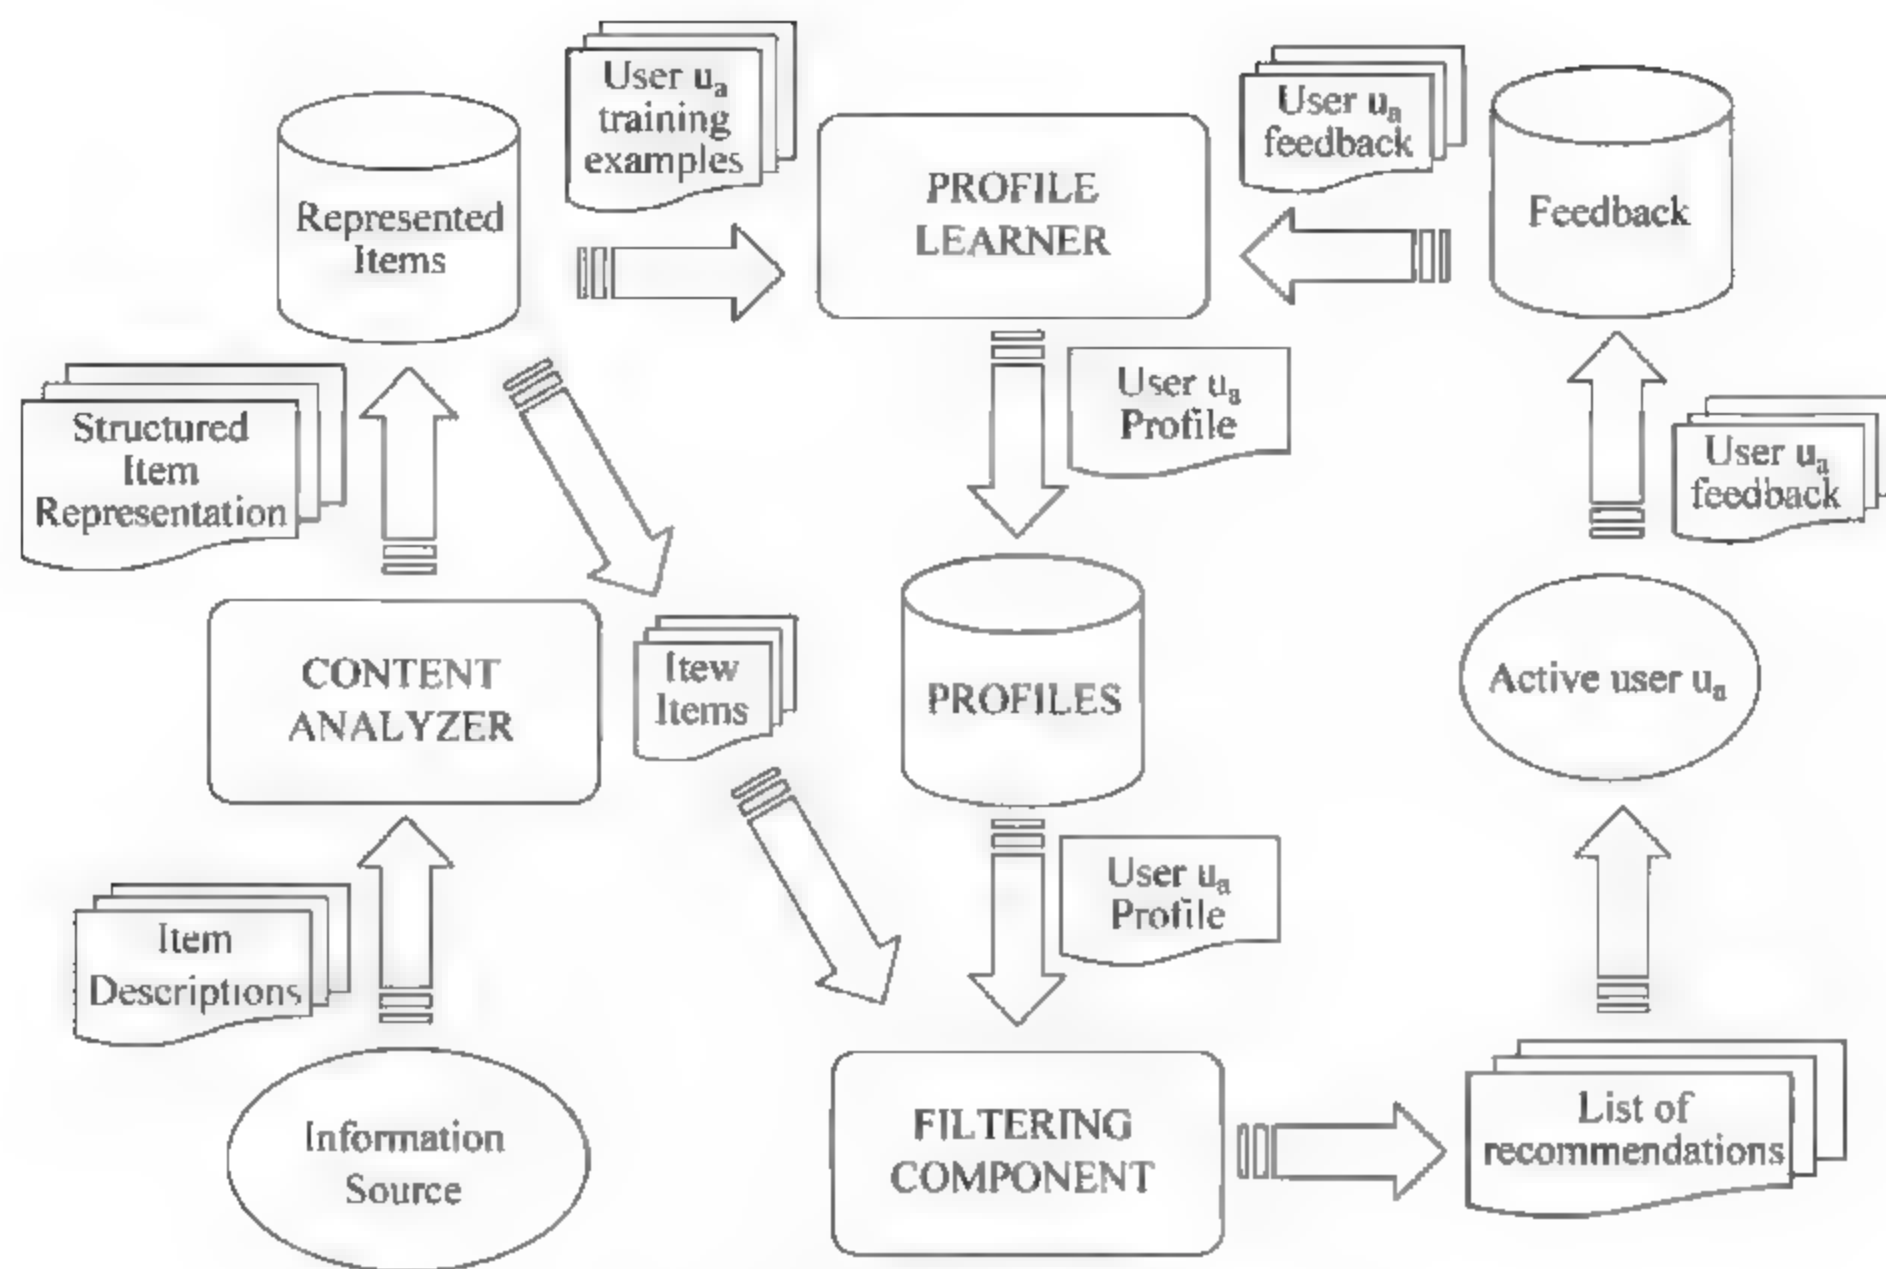 User uₐ
training
examples
User uₐ
feedback
Represented
Items
PROFILE
LEARNER
Feedback
Structured
Item
Representation
User uₐ
Profile
User uₐ
feedback
CONTENT
ANALYZER
Itew
Items
PROFILES
Active user uₐ
Item
Descriptions
User uₐ
Profile
Information
Source
FILTERING
COMPONENT
List of
recommendations